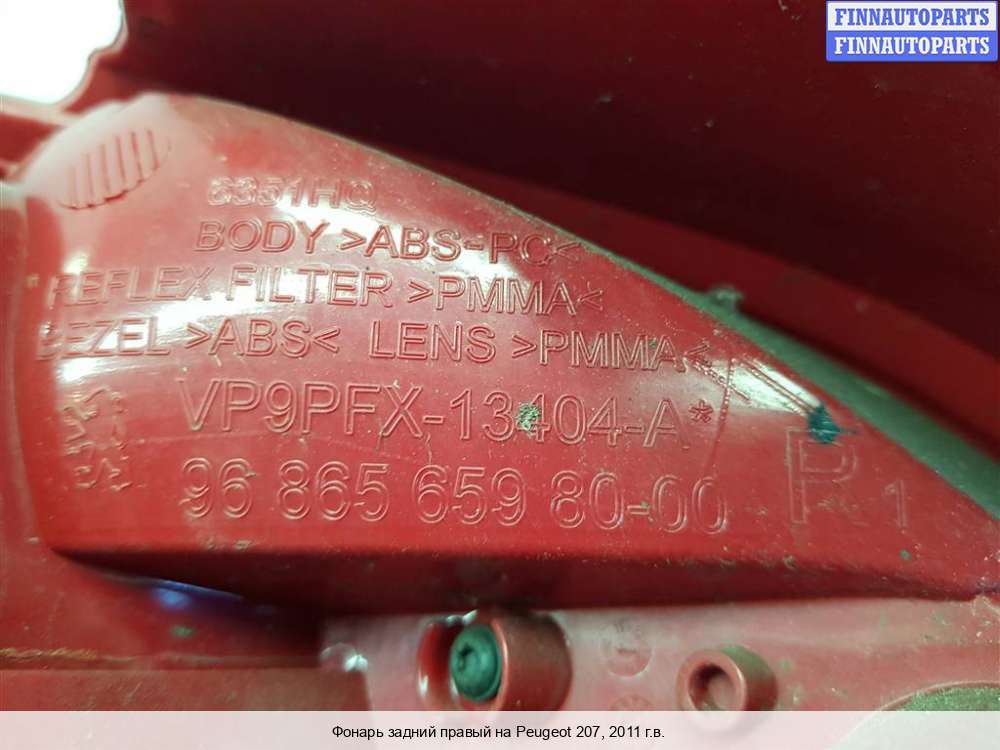 FINNAUTOPARTS
FINNAUTOPARTS
6351HQ
BODY >ABS-PC<
REFLEX FILTER >PMMA<
BEZEL >ABS< LENS >PMMA<
VP9PFX-13404-A*
96 865 659 80-00
R 1
Фонарь задний правый на Peugeot 207, 2011 г.в.